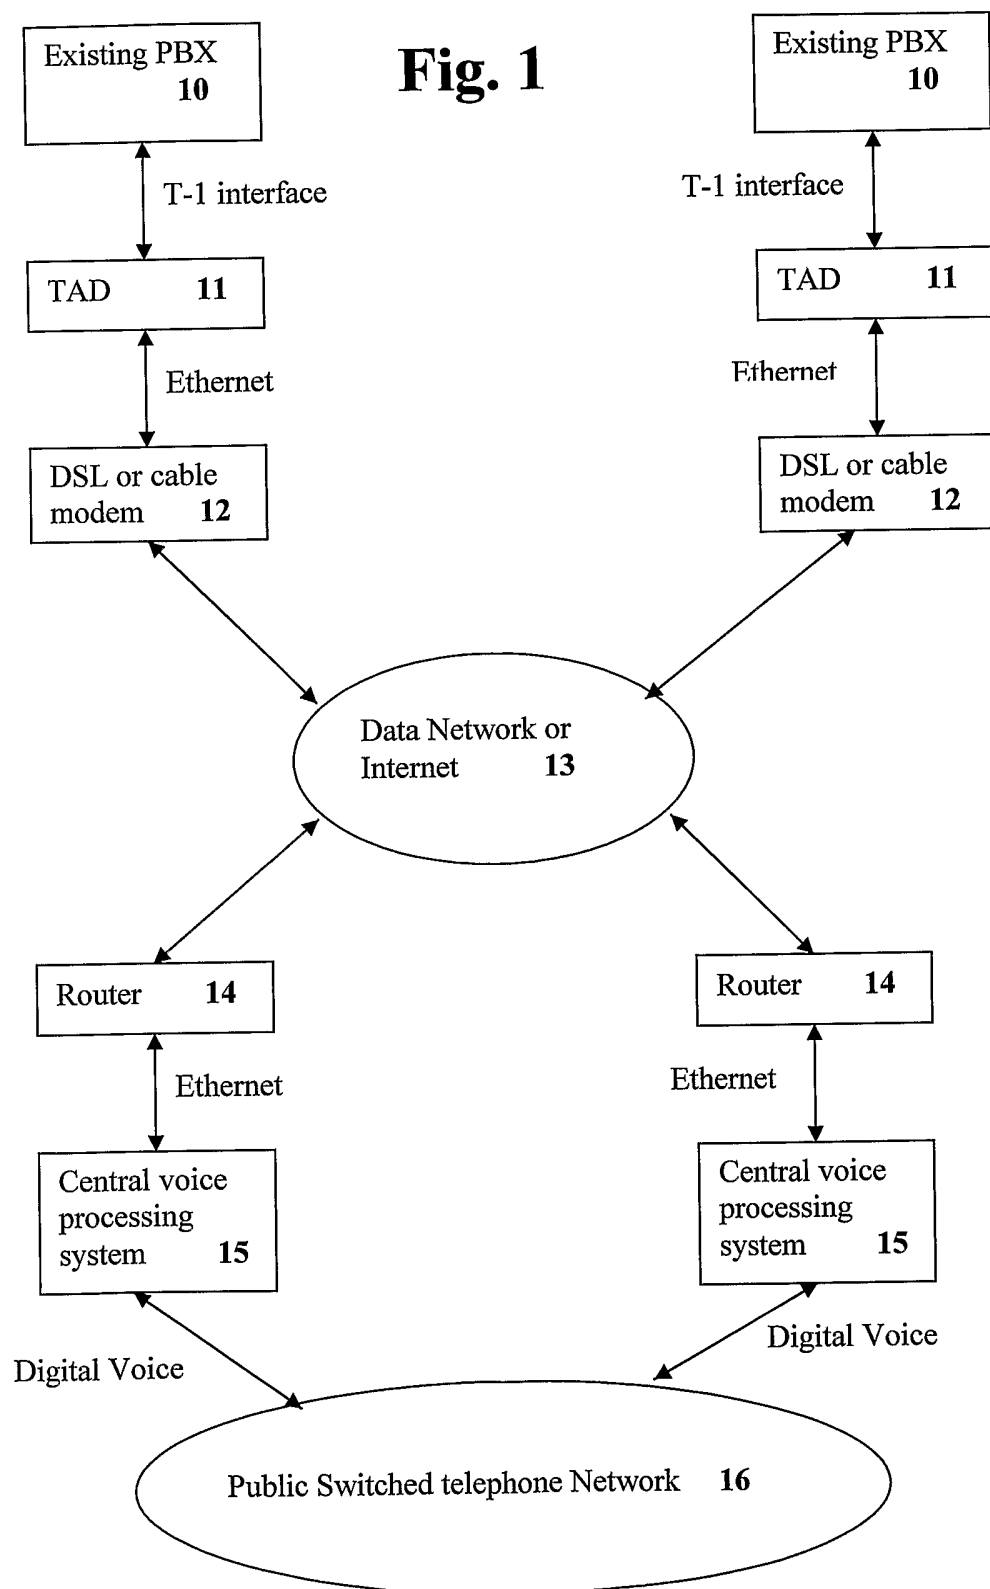 Fig. 1
Existing PBX
10
Existing PBX
10
T-1 interface
T-1 interface
TAD 11
TAD 11
Ethernet
Ethernet
DSL or cable
modem 12
DSL or cable
modem 12
Data Network or
Internet 13
Router 14
Router 14
Ethernet
Ethernet
Central voice
processing
system 15
Central voice
processing
system 15
Digital Voice
Digital Voice
Public Switched telephone Network 16